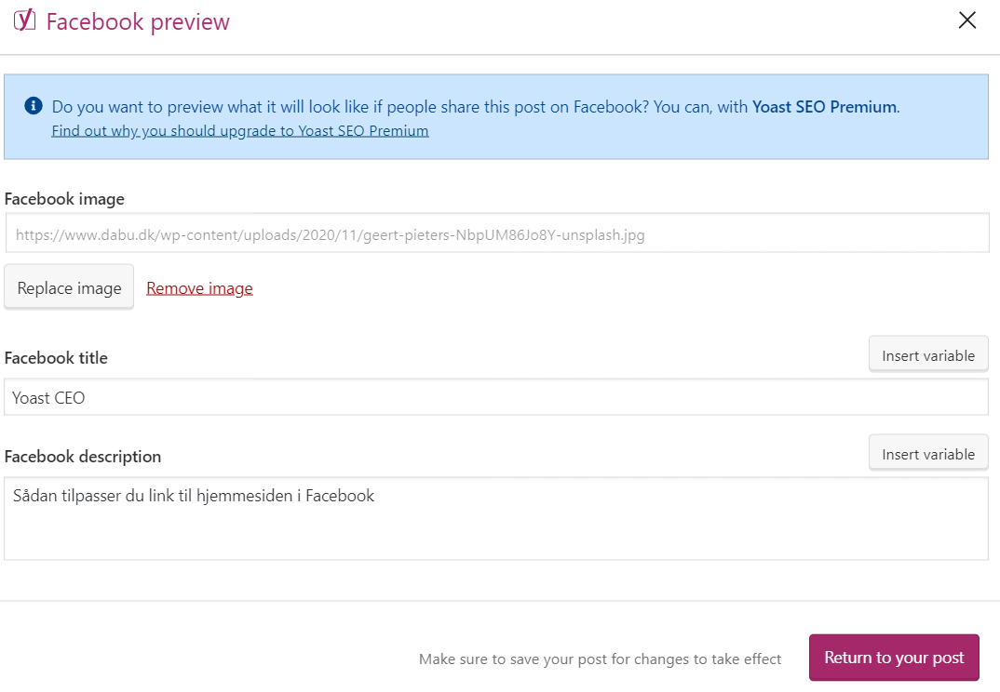 Facebook preview
Do you want to preview what it will look like if people share this post on Facebook? You can, with Yoast SEO Premium.
Find out why you should upgrade to Yoast SEO Premium
Facebook image
https://www.dabu.dk/wp-content/uploads/2020/11/geert-pieters-NbpUM86Jo8Y-unsplash.jpg
Replace image Remove image
Facebook title Insert variable
Yoast CEO
Facebook description Insert variable
Sådan tilpasser du link til hjemmesiden i Facebook
Make sure to save your post for changes to take effect Return to your post